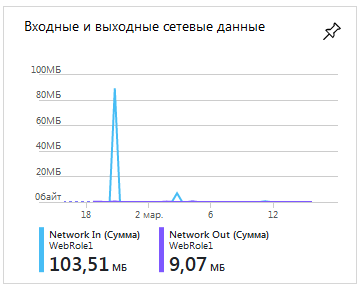 Входные и выходные сетевые данные
100МБ
80МБ
60МБ
40МБ
20МБ
0байт
18 2 мар. 6 12
Network In (Сумма) Network Out (Сумма)
WebRole1 WebRole1
103,51 МБ 9,07 МБ